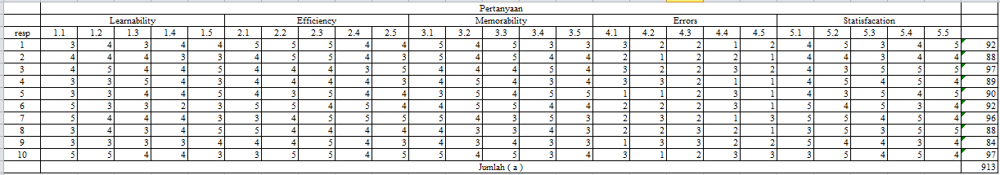 Pertanyaan
Learnability Efficiency Memorability Errors Statisfacation
resp 1.1 1.2 1.3 1.4 1.5 2.1 2.2 2.3 2.4 2.5 3.1 3.2 3.3 3.4 3.5 4.1 4.2 4.3 4.4 4.5 5.1 5.2 5.3 5.4 5.5
1 3 4 3 4 4 5 5 5 4 4 5 4 5 3 3 3 2 2 1 2 4 5 3 4 5 92
2 4 4 4 3 3 4 5 5 4 3 5 4 5 4 4 2 1 2 2 1 4 4 3 4 4 88
3 4 5 4 4 3 4 4 4 3 5 4 4 4 5 4 3 2 2 3 2 4 3 5 5 4 97
4 3 3 5 4 3 4 4 4 4 3 4 5 4 3 4 3 3 2 1 1 4 5 4 5 4 89
5 3 3 4 4 5 4 3 5 4 4 3 5 4 5 5 1 1 2 3 1 4 3 5 4 5 90
6 5 3 3 2 3 5 5 4 5 4 4 5 5 4 4 2 2 2 3 1 5 4 5 3 4 92
7 5 4 4 4 3 3 4 5 5 5 5 4 3 5 4 3 2 2 1 3 5 3 5 5 4 96
8 3 4 3 4 5 5 4 4 4 4 4 3 3 4 3 2 2 3 2 1 3 5 3 5 5 88
9 3 3 3 3 4 4 4 5 4 3 4 3 4 3 3 1 3 3 2 2 5 4 4 3 4 84
10 5 5 4 4 3 3 5 5 4 5 5 4 5 3 4 3 1 2 3 3 3 5 4 5 4 97
Jumlah ( a ) 913